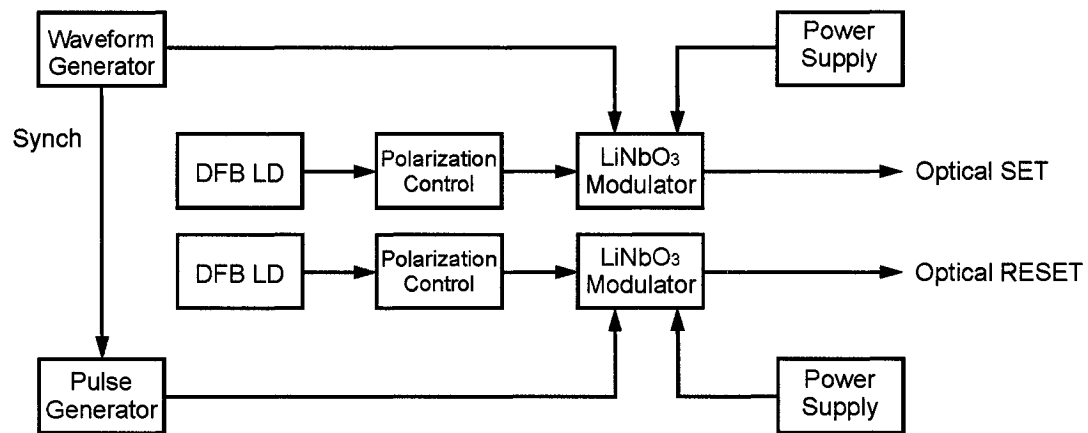 Waveform
Generator
Power
Supply
Synch
DFB LD
Polarization
Control
LiNbO₃
Modulator
Optical SET
DFB LD
Polarization
Control
LiNbO₃
Modulator
Optical RESET
Pulse
Generator
Power
Supply